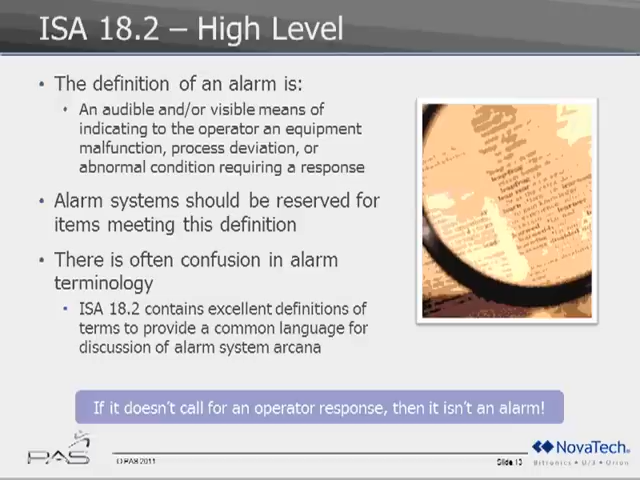 ISA 18.2 – High Level
• The definition of an alarm is:
• An audible and/or visible means of
indicating to the operator an equipment
malfunction, process deviation, or
abnormal condition requiring a response
• Alarm systems should be reserved for
items meeting this definition
• There is often confusion in alarm
terminology
• ISA 18.2 contains excellent definitions of
terms to provide a common language for
discussion of alarm system arcana
If it doesn't call for an operator response, then it isn't an alarm!
PAS
© PAS 2011
Slide 13
NovaTech
Bitronics • D/3 • Orion